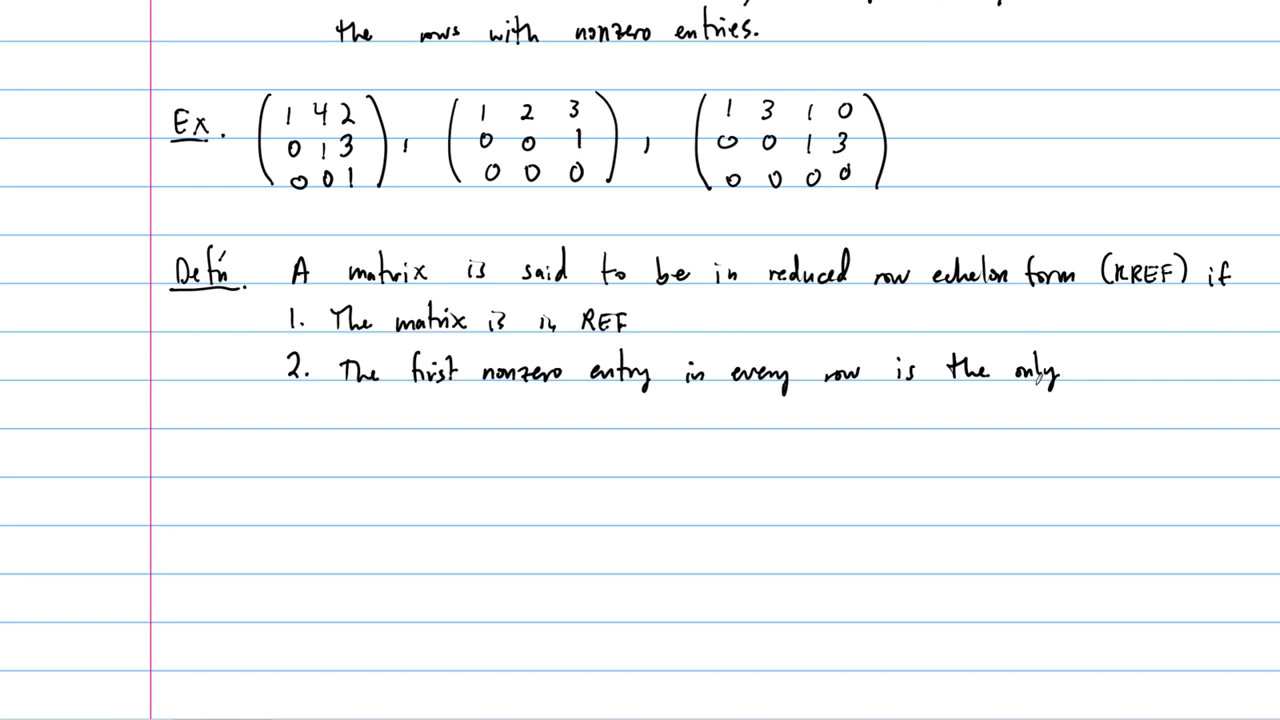 the rows with nonzero entries.
Ex. ( 1 4 2 ) , ( 1 2 3 ) , ( 1 3 1 0 )
( 0 1 3 ) ( 0 0 1 ) ( 0 0 1 3 )
( 0 0 1 ) ( 0 0 0 ) ( 0 0 0 0 )
Def'n. A matrix is said to be in reduced row echelon form (RREF) if
1. The matrix is in REF
2. The first nonzero entry in every row is the only